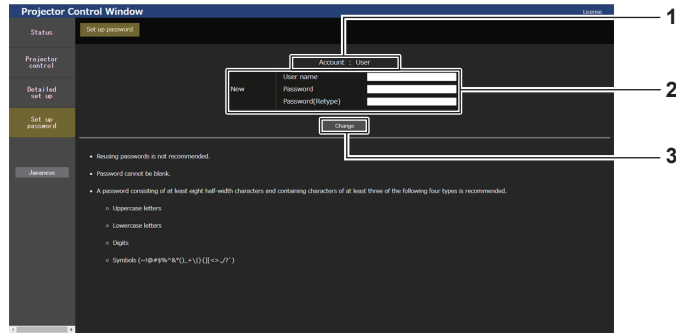 Projector Control Window
License
1
Status
Set up password
Projector
control
Account : User
User name
New
Password
2
Detailed
set up
Password(Retype)
Set up
password
Change
3
• Reusing passwords is not recommended.
Japanese
• Password cannot be blank.
• A password consisting of at least eight half-width characters and containing characters of at least three of the following four types is recommended.
○ Uppercase letters
○ Lowercase letters
○ Digits
○ Symbols (~!@#$%^&*()_+\|}{][<>.,/?`)